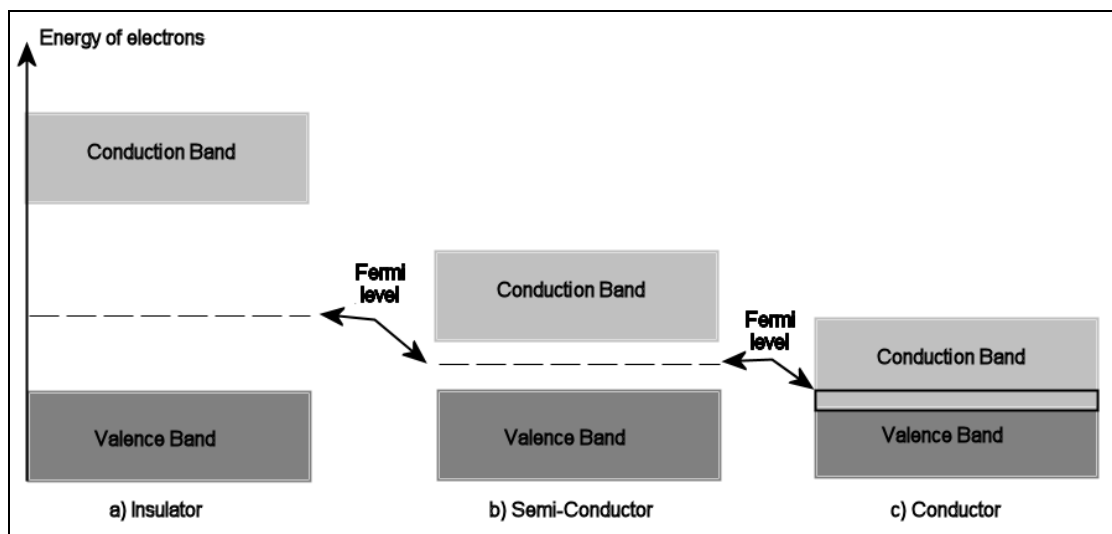 Energy of electrons
Conduction Band
Fermi
level
Conduction Band
Fermi
level
Conduction Band
Valence Band
Valence Band
Valence Band
a) Insulator
b) Semi-Conductor
c) Conductor